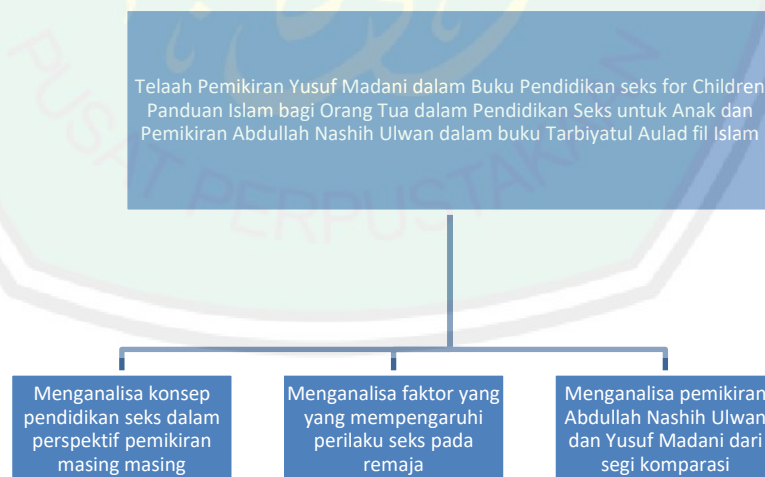 Telaah Pemikiran Yusuf Madani dalam Buku Pendidikan seks for Children
Panduan Islam bagi Orang Tua dalam Pendidikan Seks untuk Anak dan
Pemikiran Abdullah Nashih Ulwan dalam buku Tarbiyatul Aulad fil Islam
PUSAT PERPUSTAKAAN
Menganalisa konsep
pendidikan seks dalam
perspektif pemikiran
masing masing
Menganalisa faktor yang
yang mempengaruhi
perilaku seks pada
remaja
Menganalisa pemikiran
Abdullah Nashih Ulwan
dan Yusuf Madani dari
segi komparasi